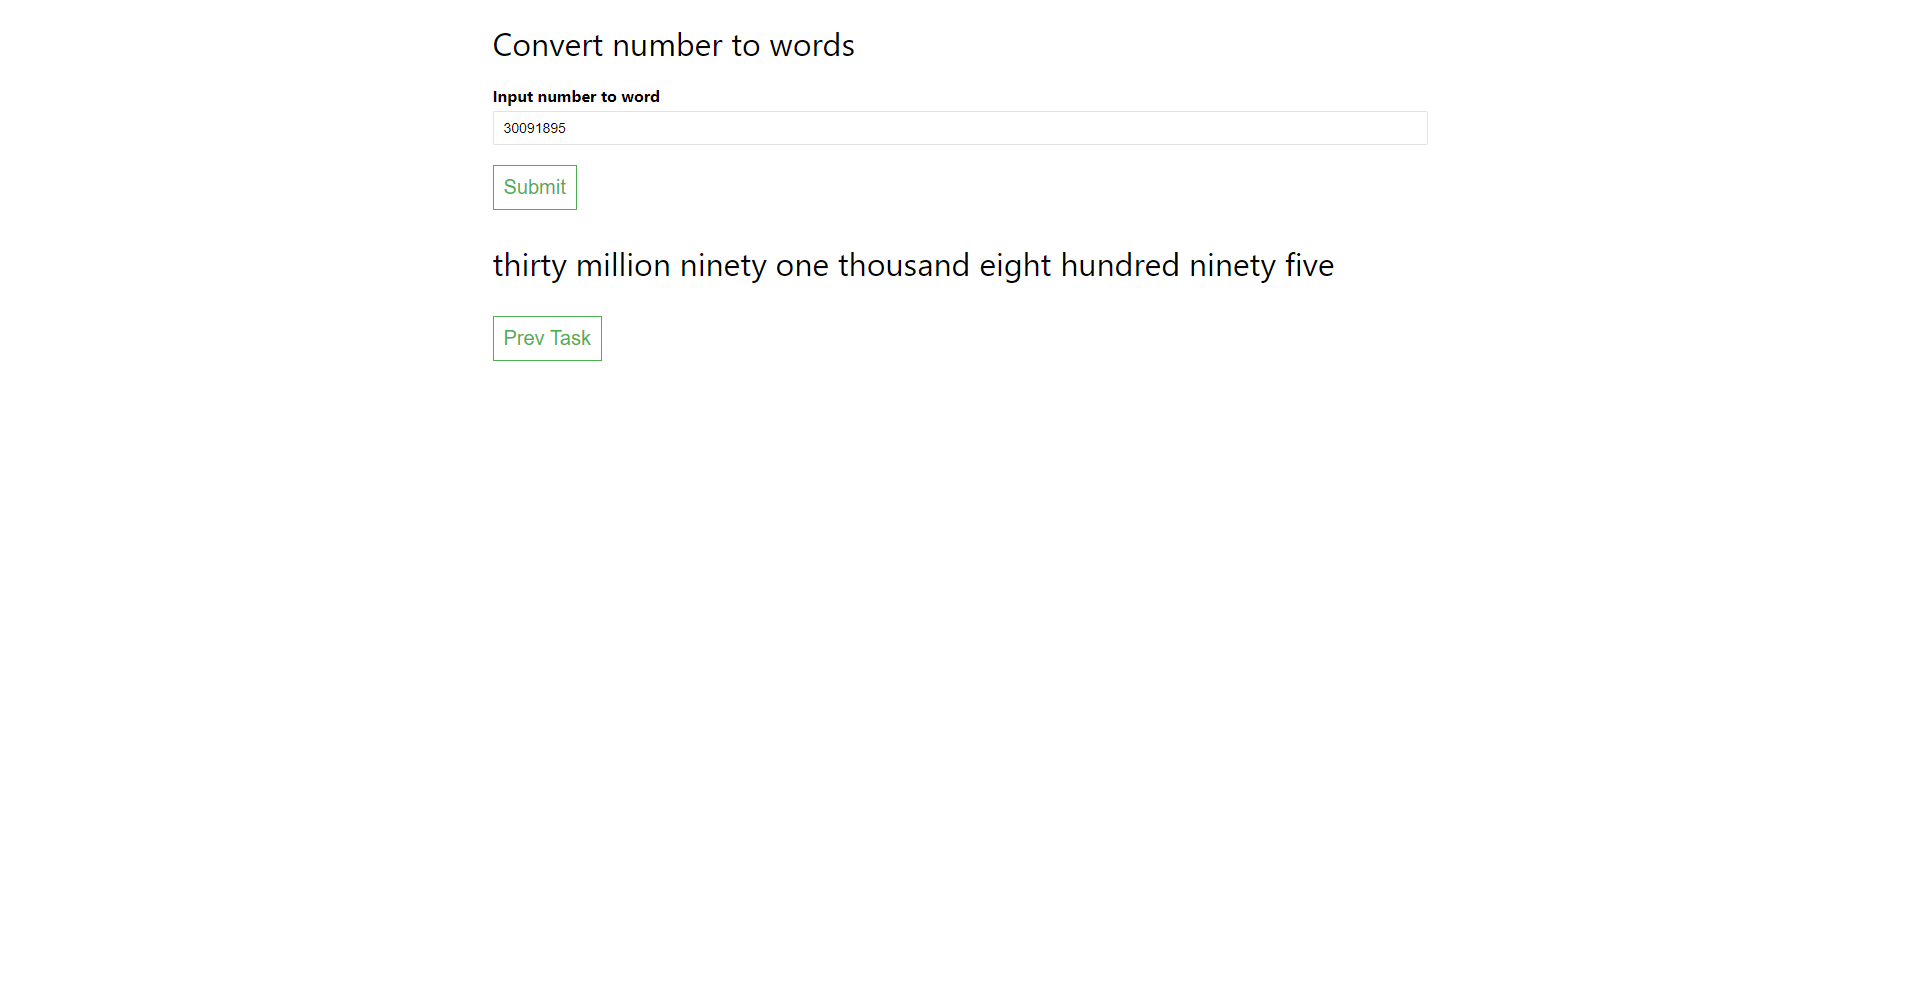 Convert number to words
Input number to word
30091895
Submit
thirty million ninety one thousand eight hundred ninety five
Prev Task